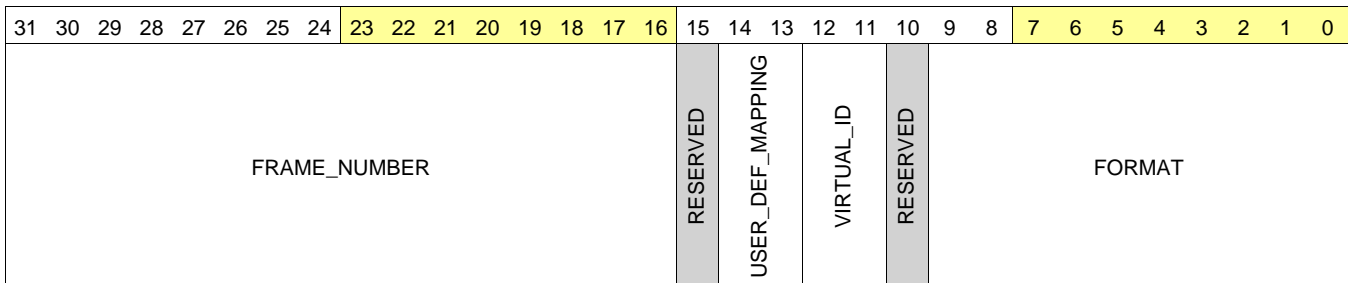 31 30 29 28 27 26 25 24 23 22 21 20 19 18 17 16 15 14 13 12 11 10 9 8 7 6 5 4 3 2 1 0
FRAME_NUMBER
RESERVED
USER_DEF_MAPPING
VIRTUAL_ID
RESERVED
FORMAT